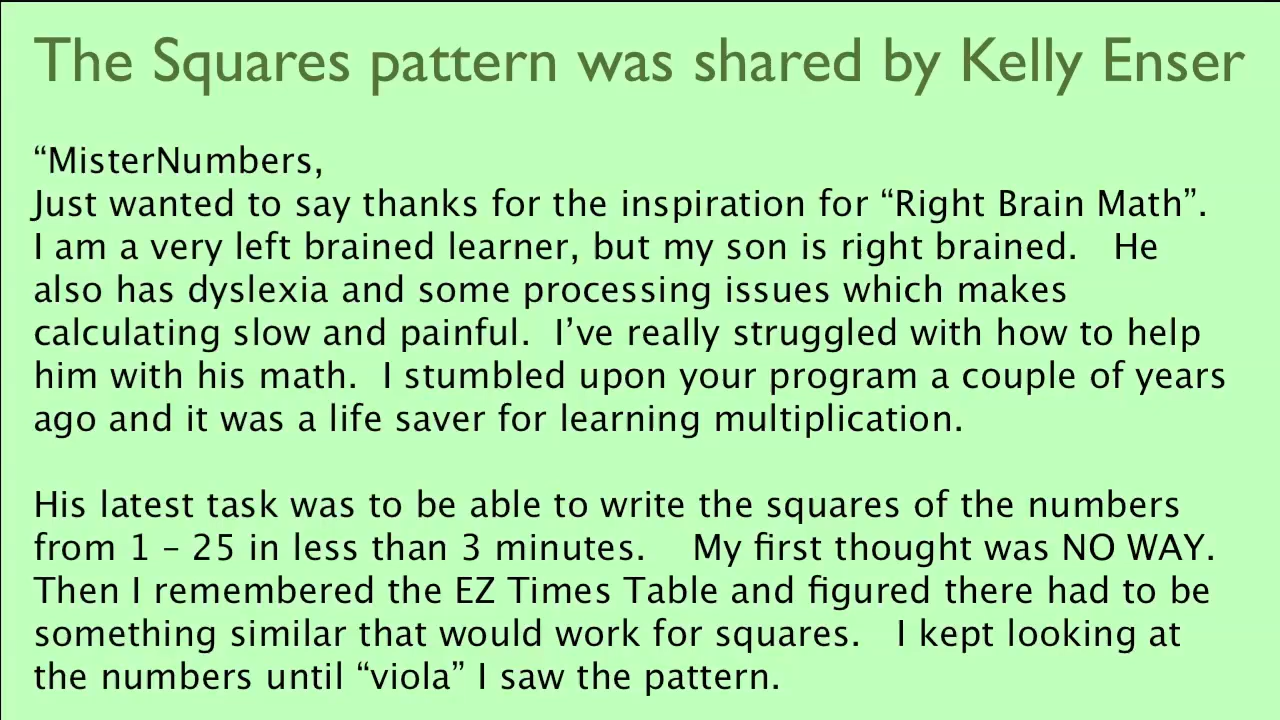 The Squares pattern was shared by Kelly Enser
“MisterNumbers,
Just wanted to say thanks for the inspiration for “Right Brain Math”.
I am a very left brained learner, but my son is right brained.   He
also has dyslexia and some processing issues which makes
calculating slow and painful.  I’ve really struggled with how to help
him with his math.  I stumbled upon your program a couple of years
ago and it was a life saver for learning multiplication.
His latest task was to be able to write the squares of the numbers
from 1 – 25 in less than 3 minutes.    My first thought was NO WAY.
Then I remembered the EZ Times Table and figured there had to be
something similar that would work for squares.   I kept looking at
the numbers until “viola” I saw the pattern.